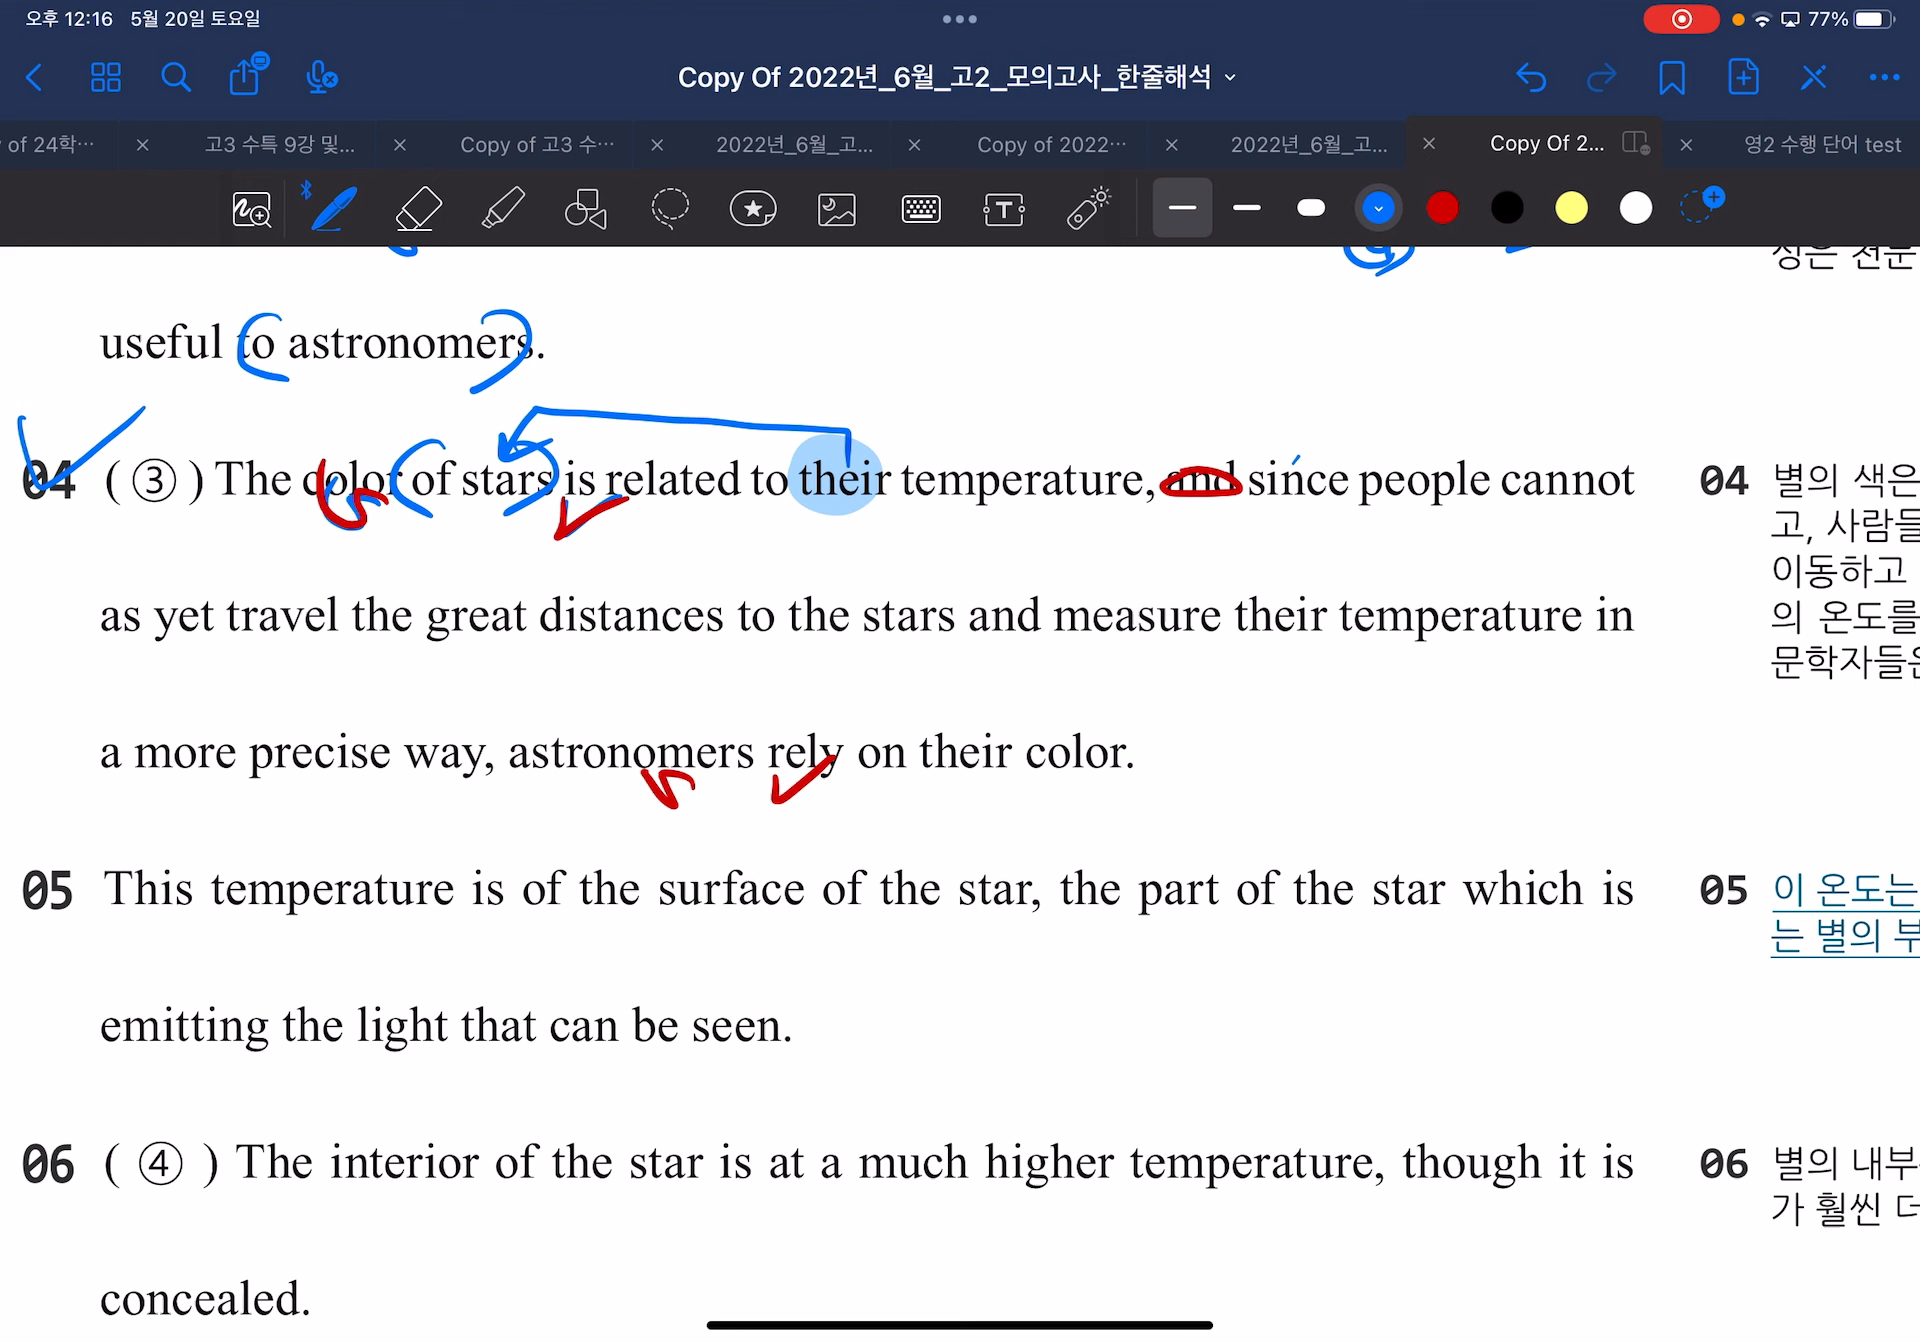 오후 12:16 5월 20일 토요일
77%
Copy Of 2022년_6월_고2_모의고사_한줄해석
of 24학···
고3 수특 9강 및...
Copy of 고3 수···
2022년_6월_고...
Copy of 2022···
2022년_6월_고...
Copy Of 2...
영2 수행 단어 test
useful to astronomers.
04 ( ③ ) The color of stars is related to their temperature, and since people cannot
as yet travel the great distances to the stars and measure their temperature in
a more precise way, astronomers rely on their color.
05 This temperature is of the surface of the star, the part of the star which is
emitting the light that can be seen.
06 ( ④ ) The interior of the star is at a much higher temperature, though it is
concealed.
04 별의 색은
고, 사람들
이동하고
의 온도를
문학자들은
05 이 온도는
는 별의 부
06 별의 내부
가 훨씬 더